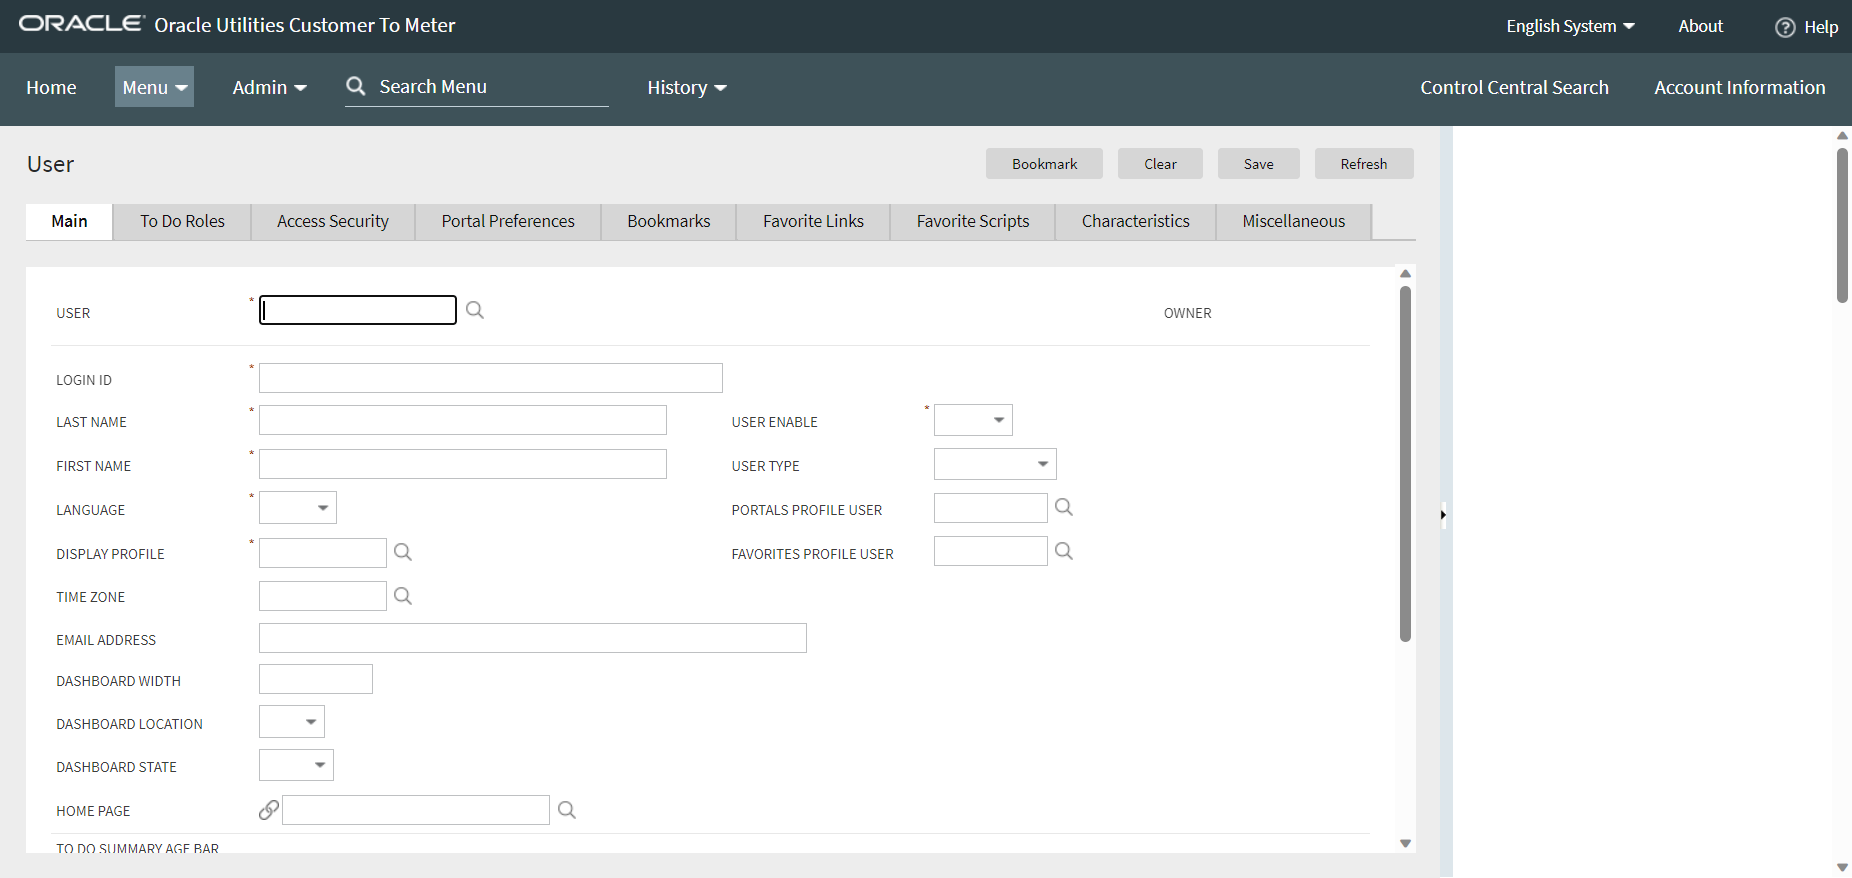 ORACLE Oracle Utilities Customer To Meter English System About ? Help
Home Menu Admin Search Menu History Control Central Search Account Information
User Bookmark Clear Save Refresh
Main To Do Roles Access Security Portal Preferences Bookmarks Favorite Links Favorite Scripts Characteristics Miscellaneous
USER * OWNER
LOGIN ID *
LAST NAME * USER ENABLE *
FIRST NAME * USER TYPE
LANGUAGE * PORTALS PROFILE USER
DISPLAY PROFILE * FAVORITES PROFILE USER
TIME ZONE
EMAIL ADDRESS
DASHBOARD WIDTH
DASHBOARD LOCATION
DASHBOARD STATE
HOME PAGE
TO DO SUMMARY AGE BAR